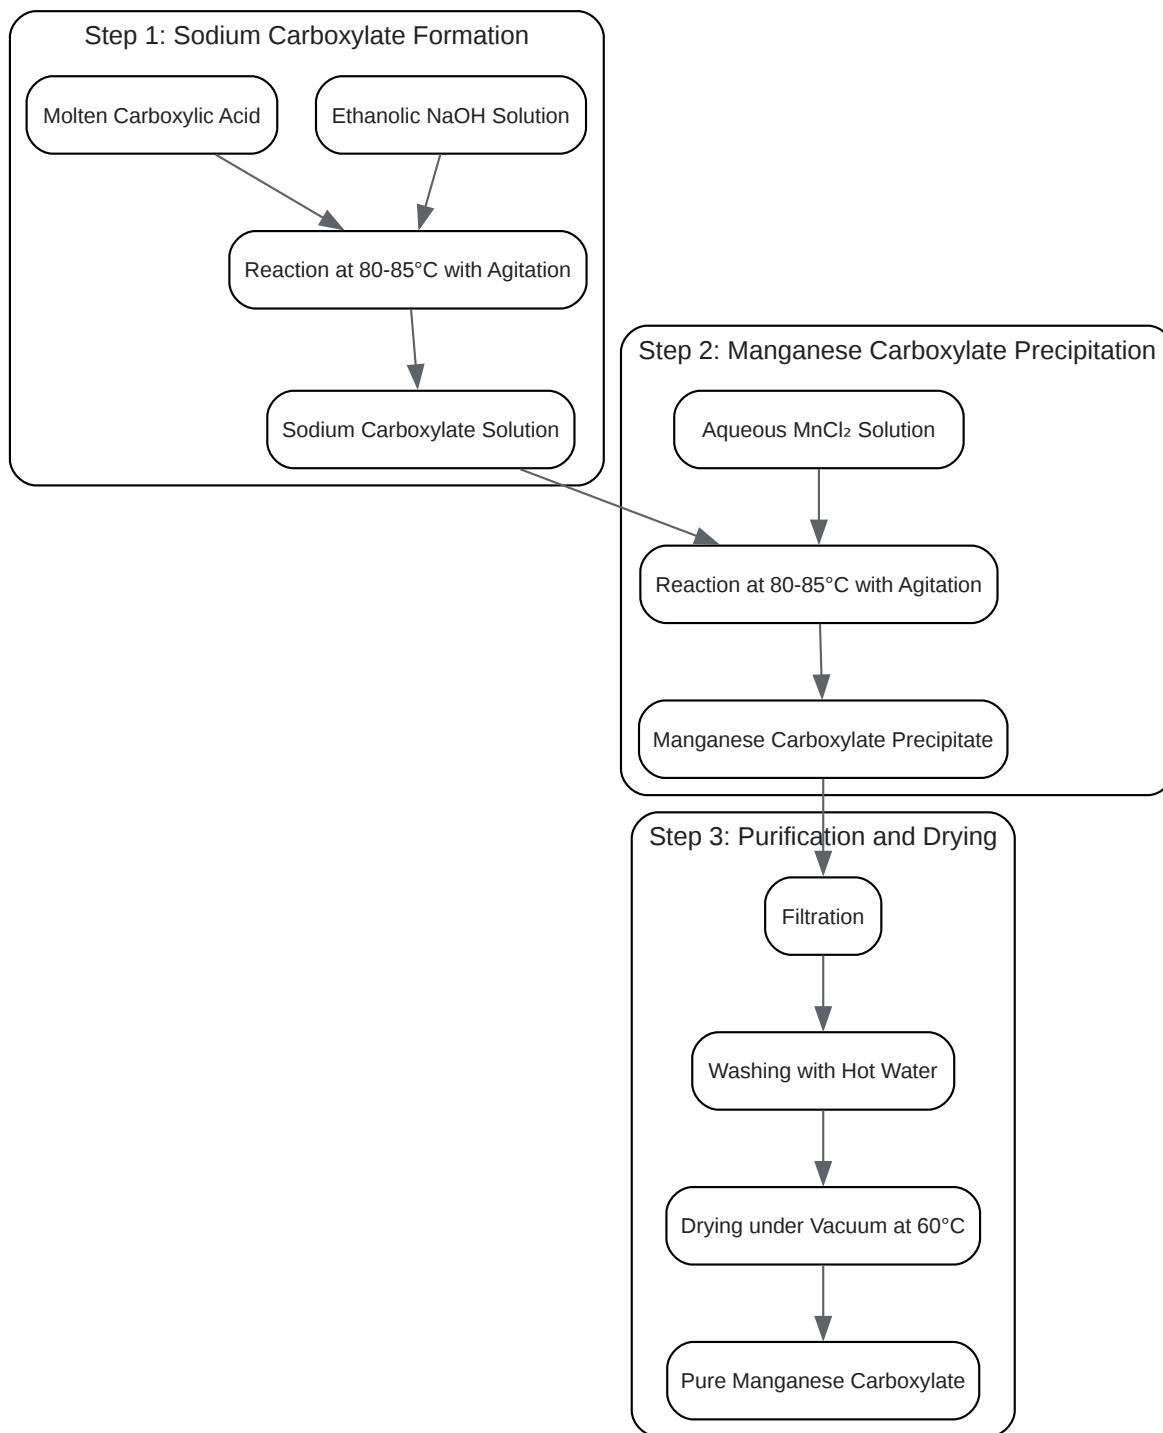 Step 1: Sodium Carboxylate Formation
Molten Carboxylic Acid
Ethanolic NaOH Solution
Reaction at 80-85°C with Agitation
Sodium Carboxylate Solution
Step 2: Manganese Carboxylate Precipitation
Aqueous MnCl₂ Solution
Reaction at 80-85°C with Agitation
Manganese Carboxylate Precipitate
Step 3: Purification and Drying
Filtration
Washing with Hot Water
Drying under Vacuum at 60°C
Pure Manganese Carboxylate